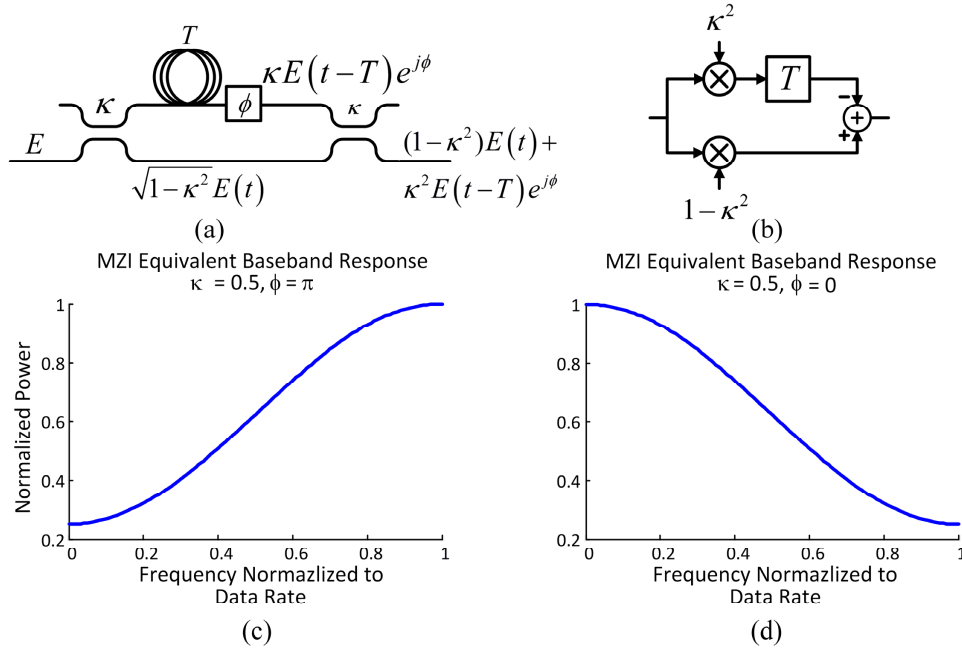 T
κE(t−T)e^{jϕ}
κ
ϕ
κ
E
√(1−κ²)E(t)
(1−κ²)E(t)+
κ²E(t−T)e^{jϕ}
(a)
κ²
T
−
+
+
1−κ²
(b)
MZI Equivalent Baseband Response
κ = 0.5, ϕ = π
1
0.8
0.6
0.4
0.2
0 0.2 0.4 0.6 0.8 1
Normalized Power
Frequency Normazlized to
Data Rate
(c)
MZI Equivalent Baseband Response
κ = 0.5, ϕ = 0
1
0.8
0.6
0.4
0.2
0 0.2 0.4 0.6 0.8 1
Frequency Normazlized to
Data Rate
(d)